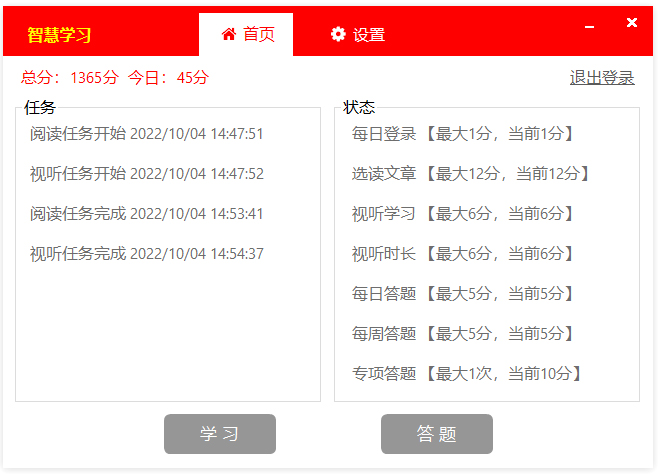 智慧学习 首页 设置
总分：1365分 今日：45分 退出登录
任务
阅读任务开始 2022/10/04 14:47:51
视听任务开始 2022/10/04 14:47:52
阅读任务完成 2022/10/04 14:53:41
视听任务完成 2022/10/04 14:54:37
状态
每日登录 【最大1分，当前1分】
选读文章 【最大12分，当前12分】
视听学习 【最大6分，当前6分】
视听时长 【最大6分，当前6分】
每日答题 【最大5分，当前5分】
每周答题 【最大5分，当前5分】
专项答题 【最大1次，当前10分】
学 习 答 题